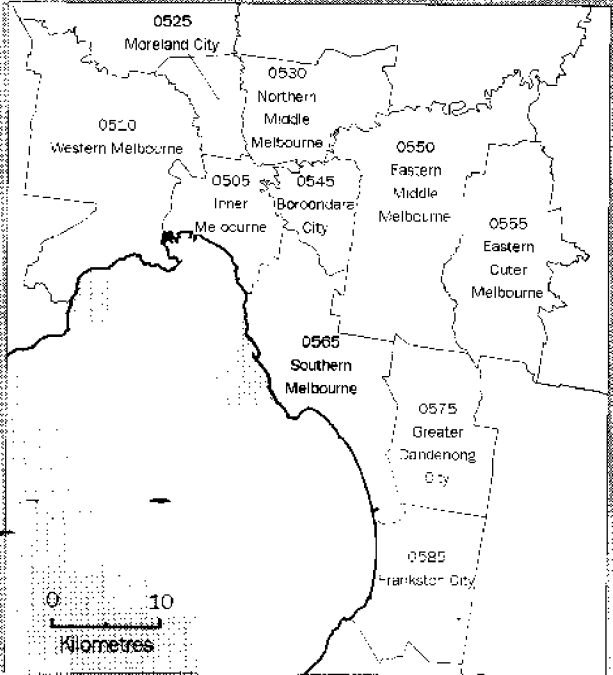 0525
Moreland City
0530
Northern
Middle
Melbourne
0510
Western Melbourne
0550
Eastern
Middle
Melbourne
0505
Inner
Melbourne
0545
Boroondara
City
0555
Eastern
Outer
Melbourne
0565
Southern
Melbourne
0575
Greater
Dandenong
City
0585
Frankston City
0 10
Kilometres